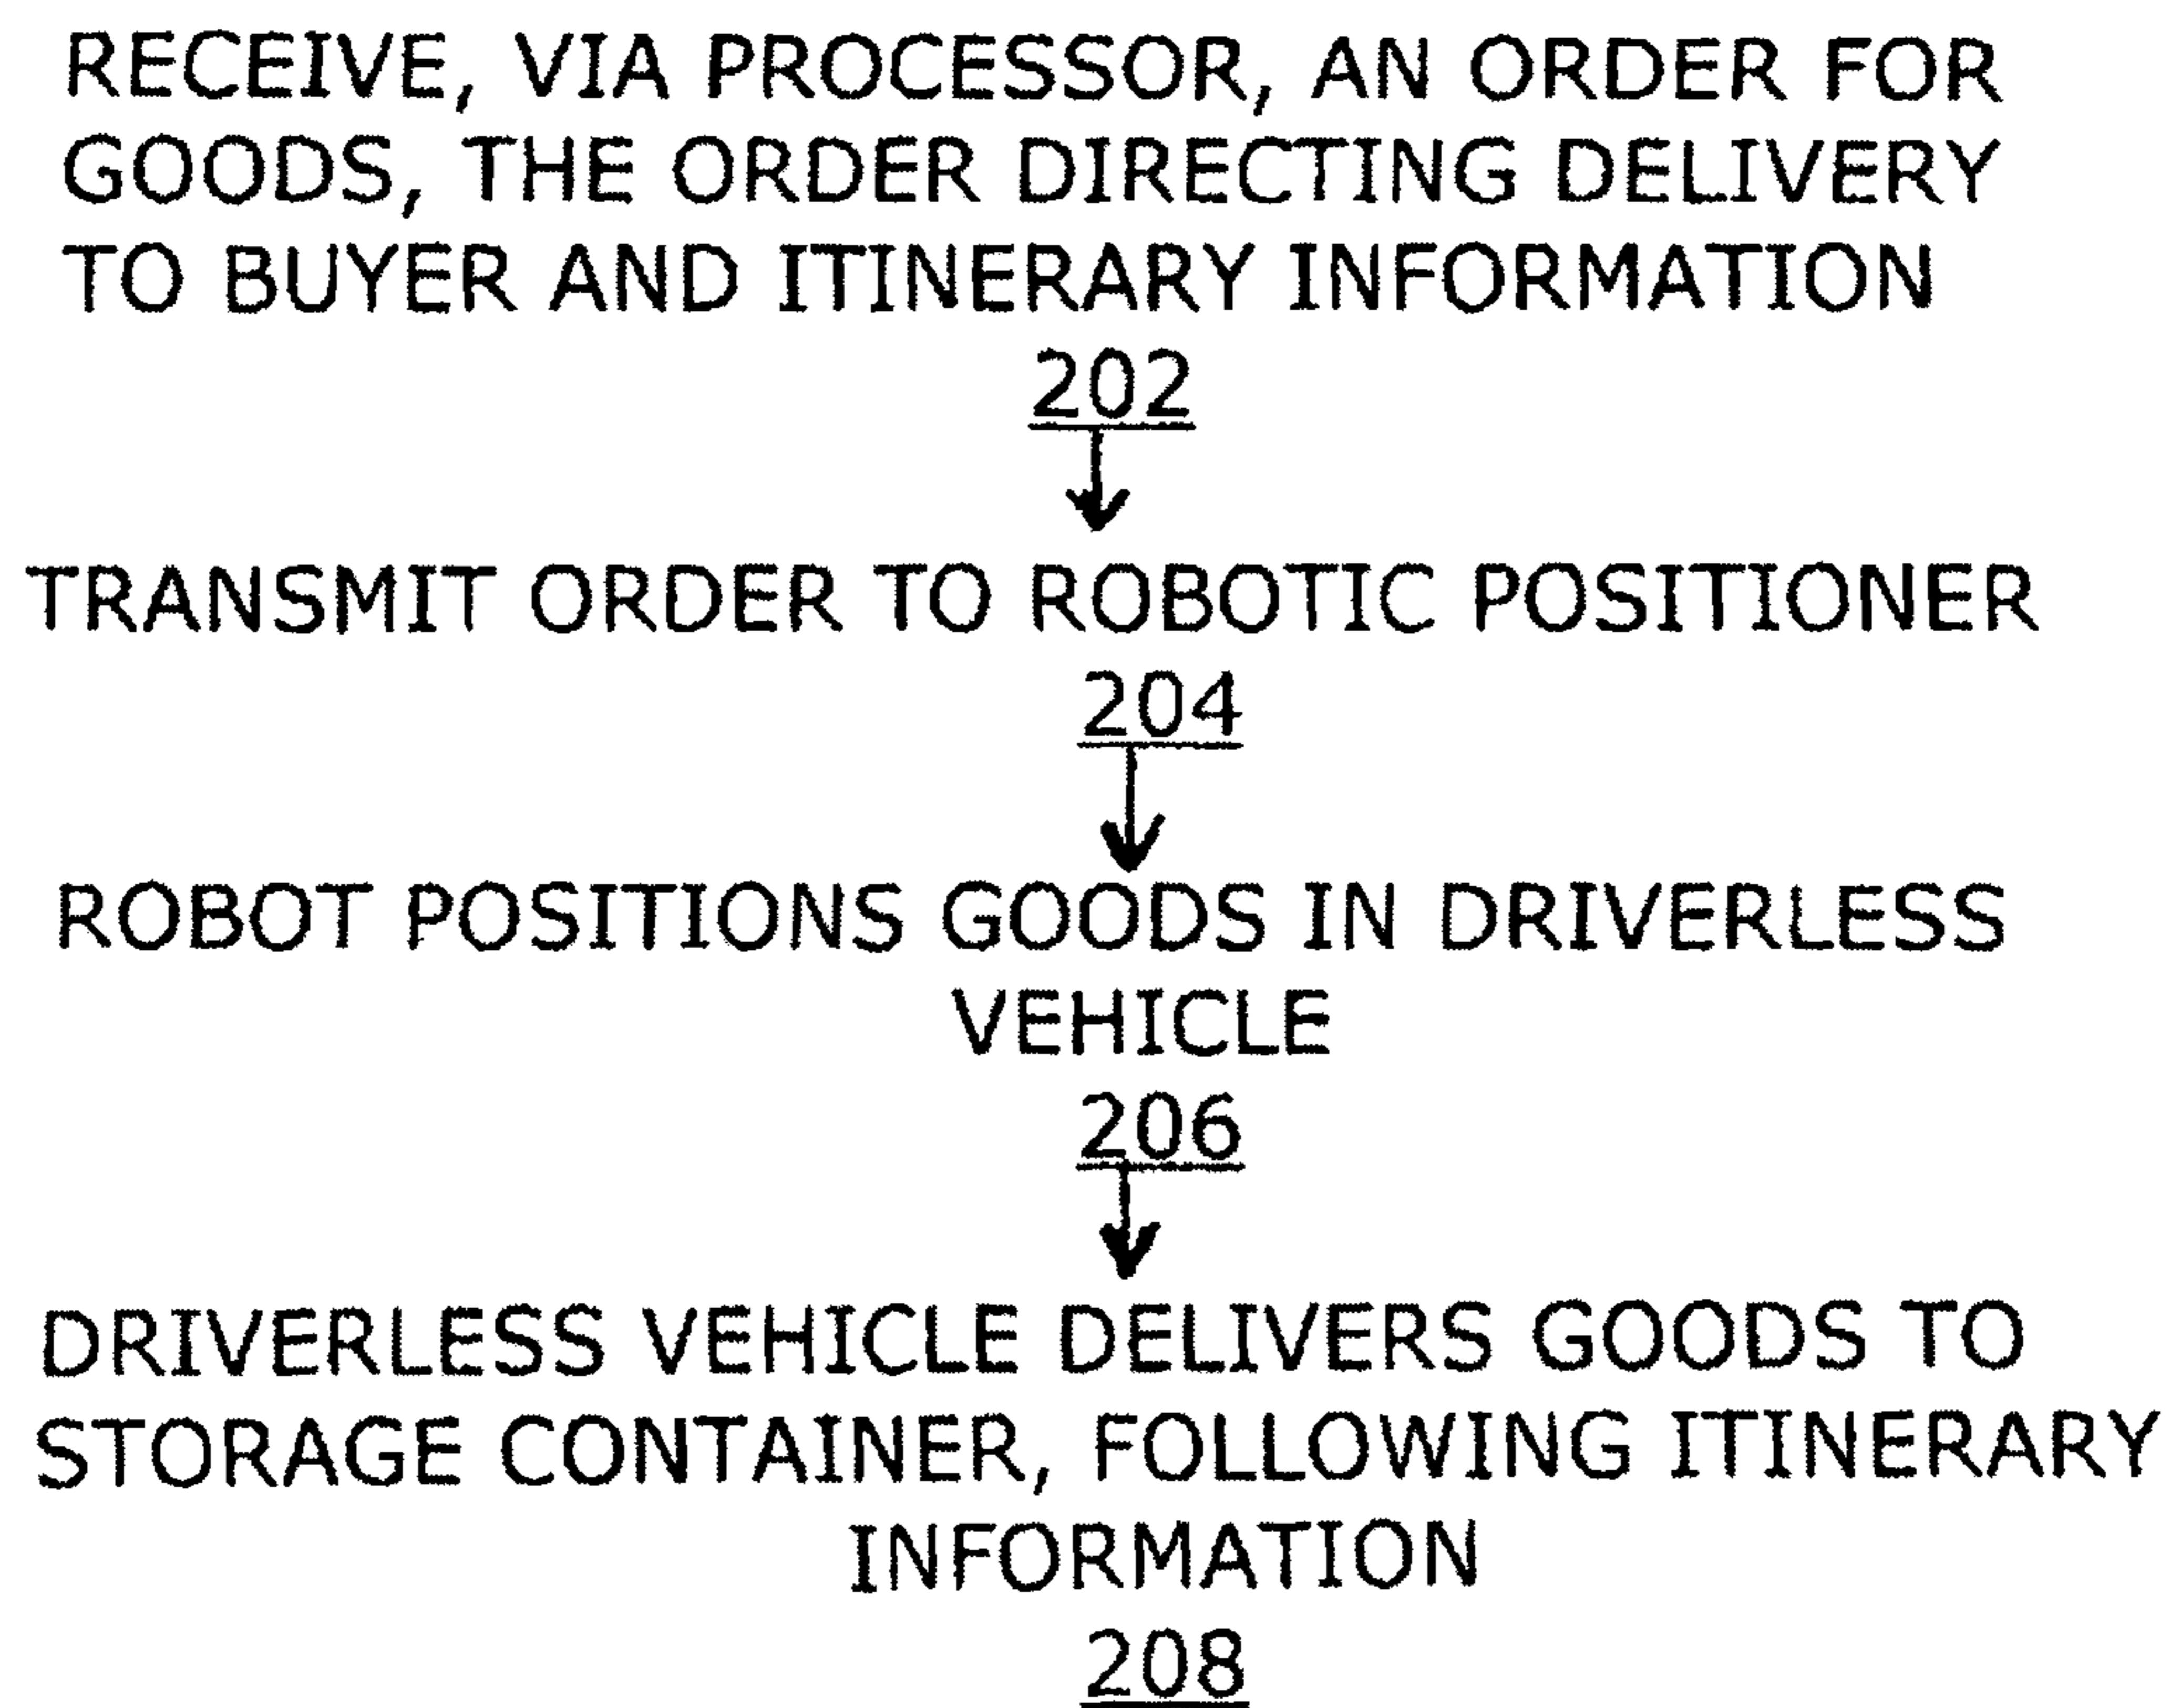 RECEIVE, VIA PROCESSOR, AN ORDER FOR
GOODS, THE ORDER DIRECTING DELIVERY
TO BUYER AND ITINERARY INFORMATION
202
TRANSMIT ORDER TO ROBOTIC POSITIONER
204
ROBOT POSITIONS GOODS IN DRIVERLESS
VEHICLE
206
DRIVERLESS VEHICLE DELIVERS GOODS TO
STORAGE CONTAINER, FOLLOWING ITINERARY
INFORMATION
208